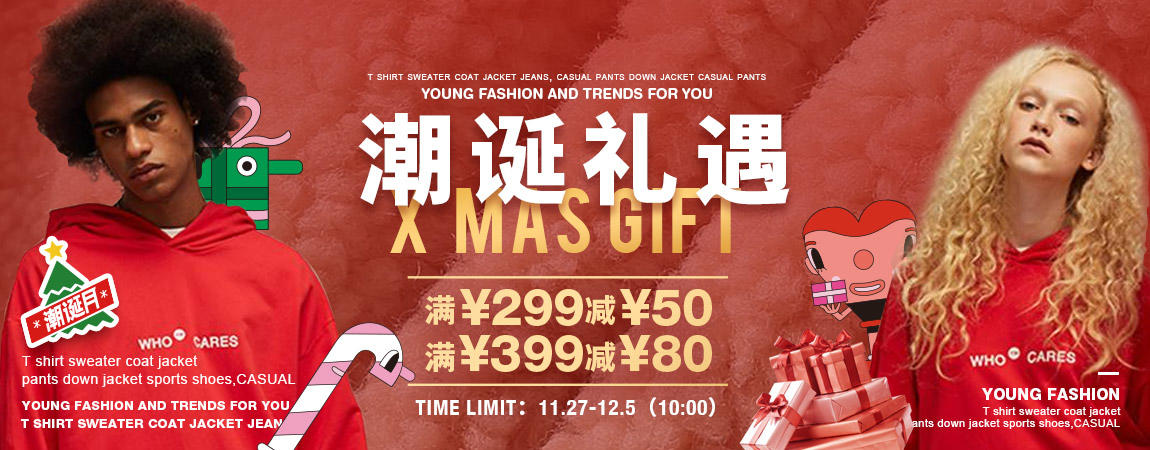 T SHIRT SWEATER COAT JACKET JEANS, CASUAL PANTS DOWN JACKET CASUAL PANTS
YOUNG FASHION AND TRENDS FOR YOU
潮诞礼遇
X MAS GIFT
满¥299减¥50
满¥399减¥80
TIME LIMIT：11.27-12.5（10:00）
潮诞月
WHO CARES
T shirt sweater coat jacket
pants down jacket sports shoes,CASUAL
YOUNG FASHION AND TRENDS FOR YOU
T SHIRT SWEATER COAT JACKET JEAN
WHO CARES
YOUNG FASHION
T shirt sweater coat jacket
ants down jacket sports shoes,CASUAL